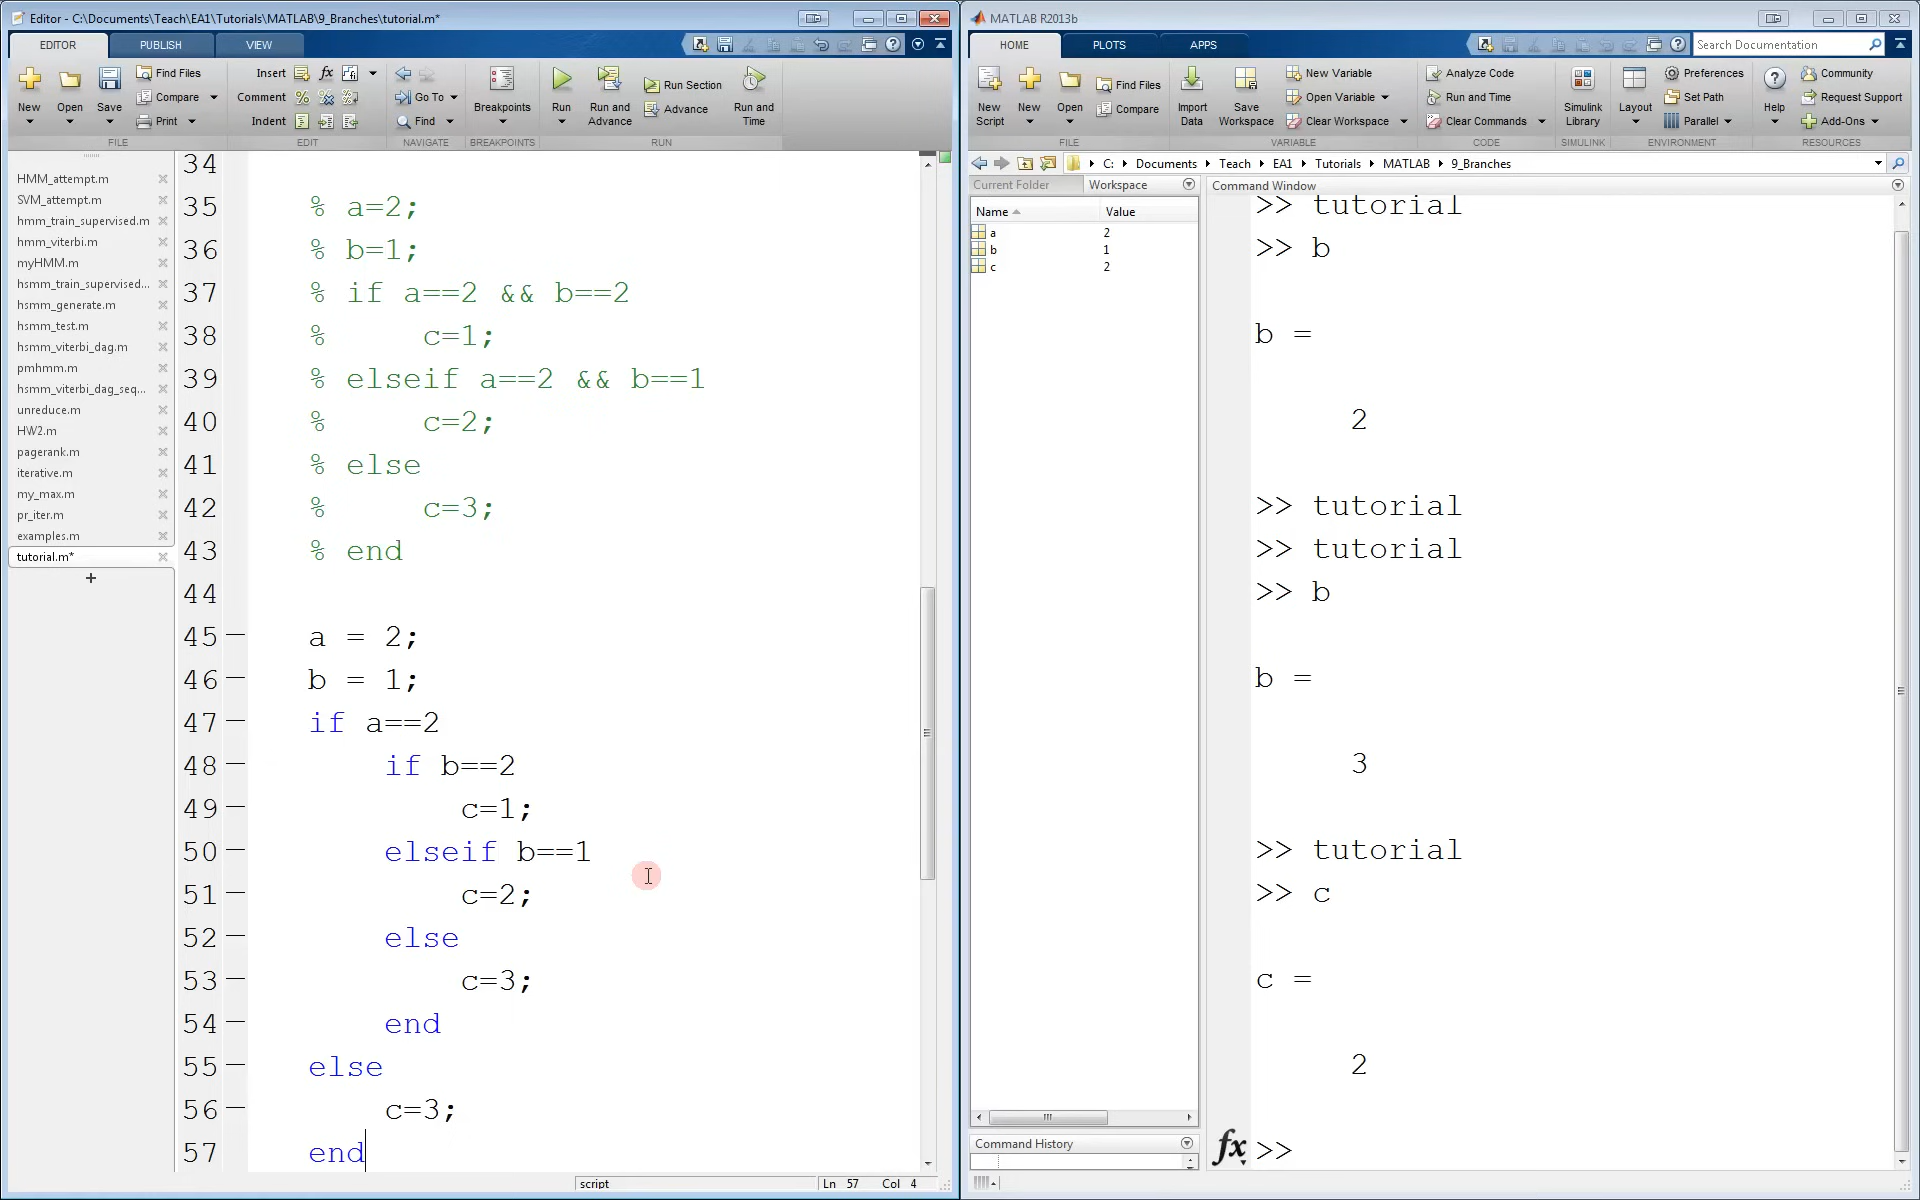 Editor - C:\Documents\Teach\EA1\Tutorials\MATLAB\9_Branches\tutorial.m*
EDITOR PUBLISH VIEW
New Open Save
Find Files
Compare
Print
FILE
Insert fx
Comment
Indent
EDIT
Go To
Find
NAVIGATE
Breakpoints
BREAKPOINTS
Run
Run and Advance
Run Section
Advance
Run and Time
RUN
HMM_attempt.m
SVM_attempt.m
hmm_train_supervised.m
hmm_viterbi.m
myHMM.m
hsmm_train_supervised...
hsmm_generate.m
hsmm_test.m
hsmm_viterbi_dag.m
pmhmm.m
hsmm_viterbi_dag_seq...
unreduce.m
HW2.m
pagerank.m
iterative.m
my_max.m
pr_iter.m
examples.m
tutorial.m*
+
34
35 % a=2;
36 % b=1;
37 % if a==2 && b==2
38 % c=1;
39 % elseif a==2 && b==1
40 % c=2;
41 % else
42 % c=3;
43 % end
44
45 a = 2;
46 b = 1;
47 if a==2
48 if b==2
49 c=1;
50 elseif b==1
51 c=2;
52 else
53 c=3;
54 end
55 else
56 c=3;
57 end
script Ln 57 Col 4
MATLAB R2013b
HOME PLOTS APPS
Search Documentation
New Script
New
Open
Find Files
Compare
FILE
Import Data
Save Workspace
New Variable
Open Variable
Clear Workspace
VARIABLE
Analyze Code
Run and Time
Clear Commands
CODE
Simulink Library
SIMULINK
Layout
Preferences
Set Path
Parallel
ENVIRONMENT
Help
Community
Request Support
Add-Ons
RESOURCES
C: Documents Teach EA1 Tutorials MATLAB 9_Branches
Current Folder Workspace
Name Value
a 2
b 1
c 2
Command History
Command Window
>> tutorial
>> b
b =
2
>> tutorial
>> tutorial
>> b
b =
3
>> tutorial
>> c
c =
2
fx >>